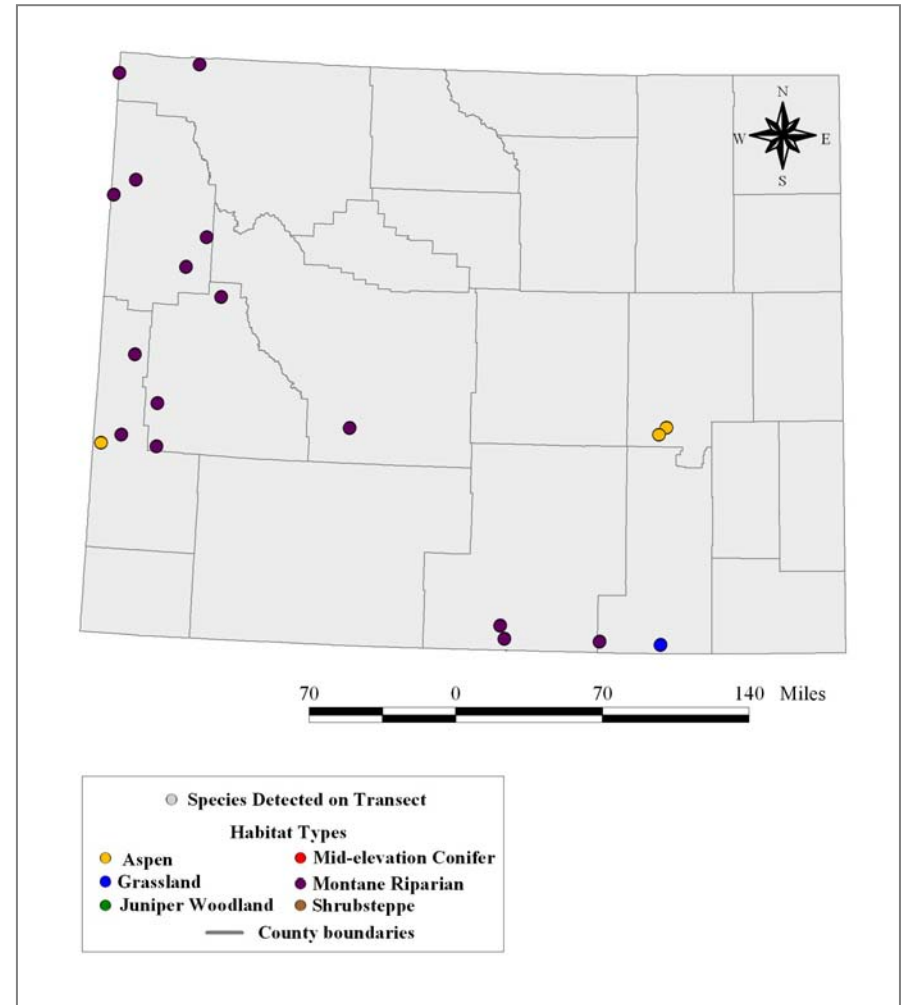 N
W E
S
70 0 70 140 Miles
Species Detected on Transect
Habitat Types
Aspen Mid-elevation Conifer
Grassland Montane Riparian
Juniper Woodland Shrubsteppe
County boundaries